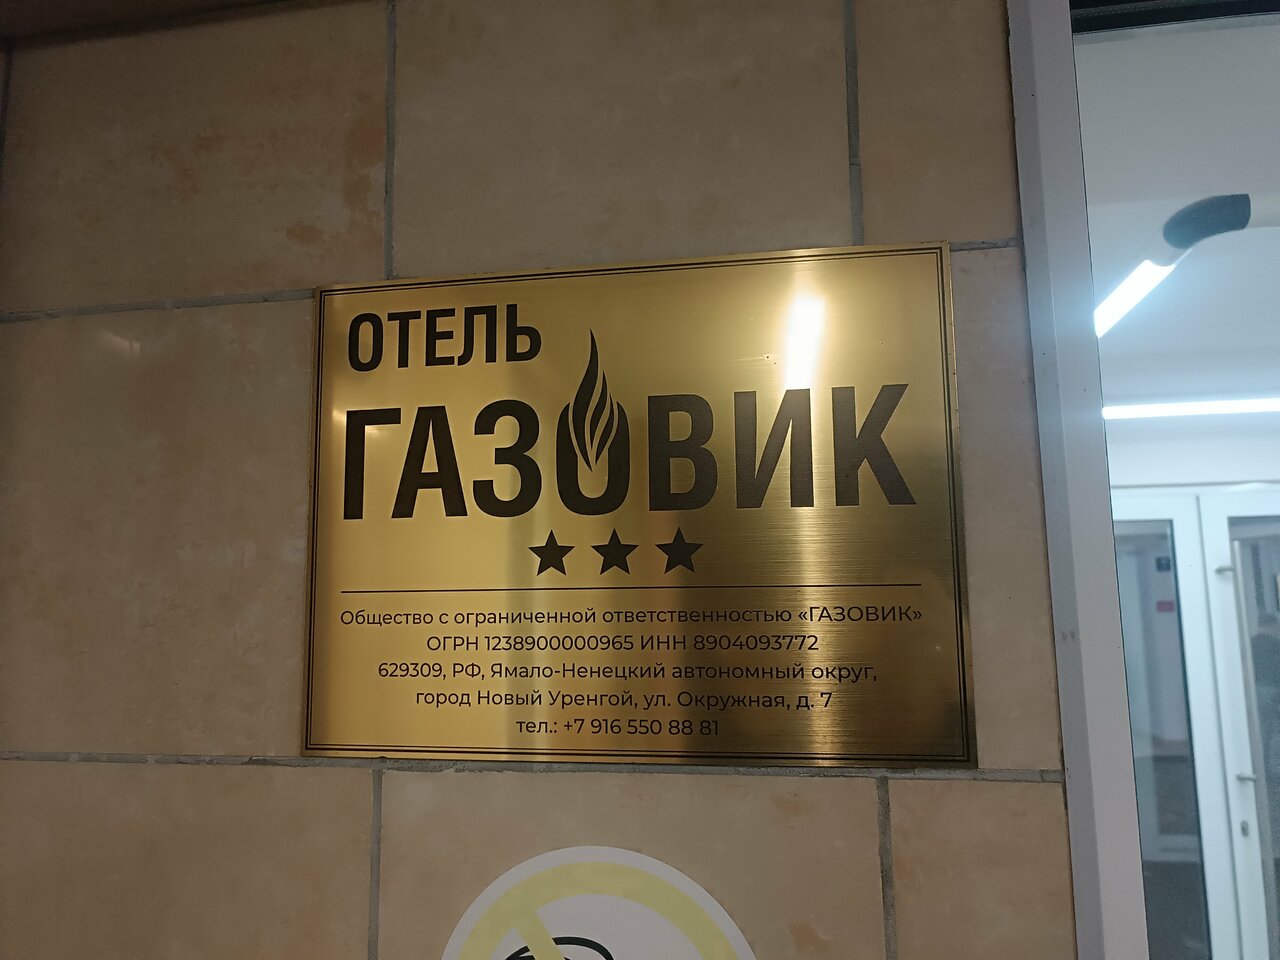 ОТЕЛЬ
ГАЗОВИК
Общество с ограниченной ответственностью «ГАЗОВИК»
ОГРН 1238900000965 ИНН 8904093772
629309, РФ, Ямало-Ненецкий автономный округ,
город Новый Уренгой, ул. Окружная, д. 7
тел.: +7 916 550 88 81